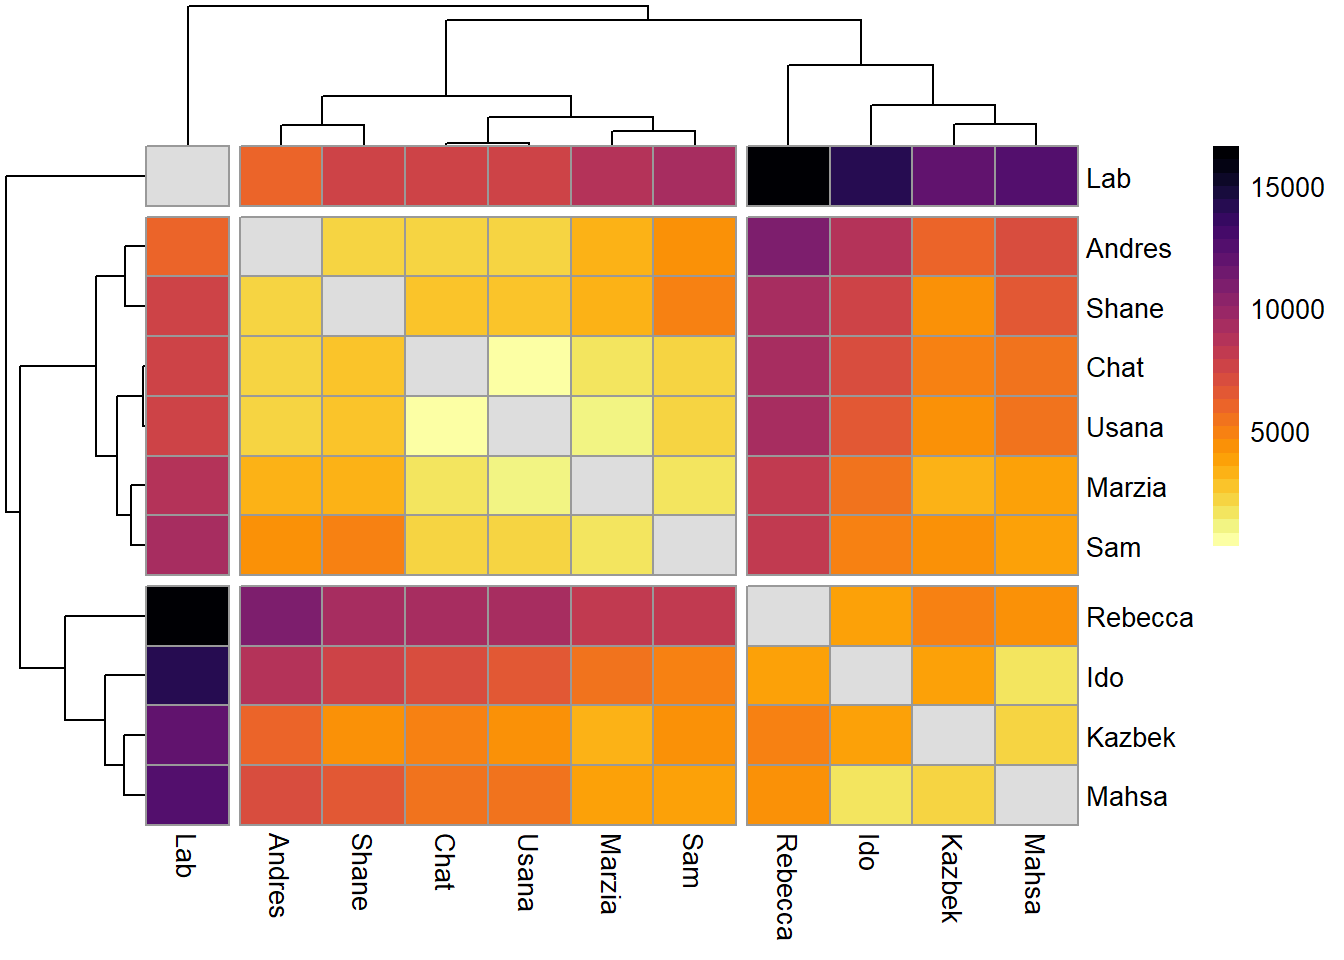 Lab
Andres
Shane
Chat
Usana
Marzia
Sam
Rebecca
Ido
Kazbek
Mahsa
15000
10000
5000
Lab
Andres
Shane
Chat
Usana
Marzia
Sam
Rebecca
Ido
Kazbek
Mahsa